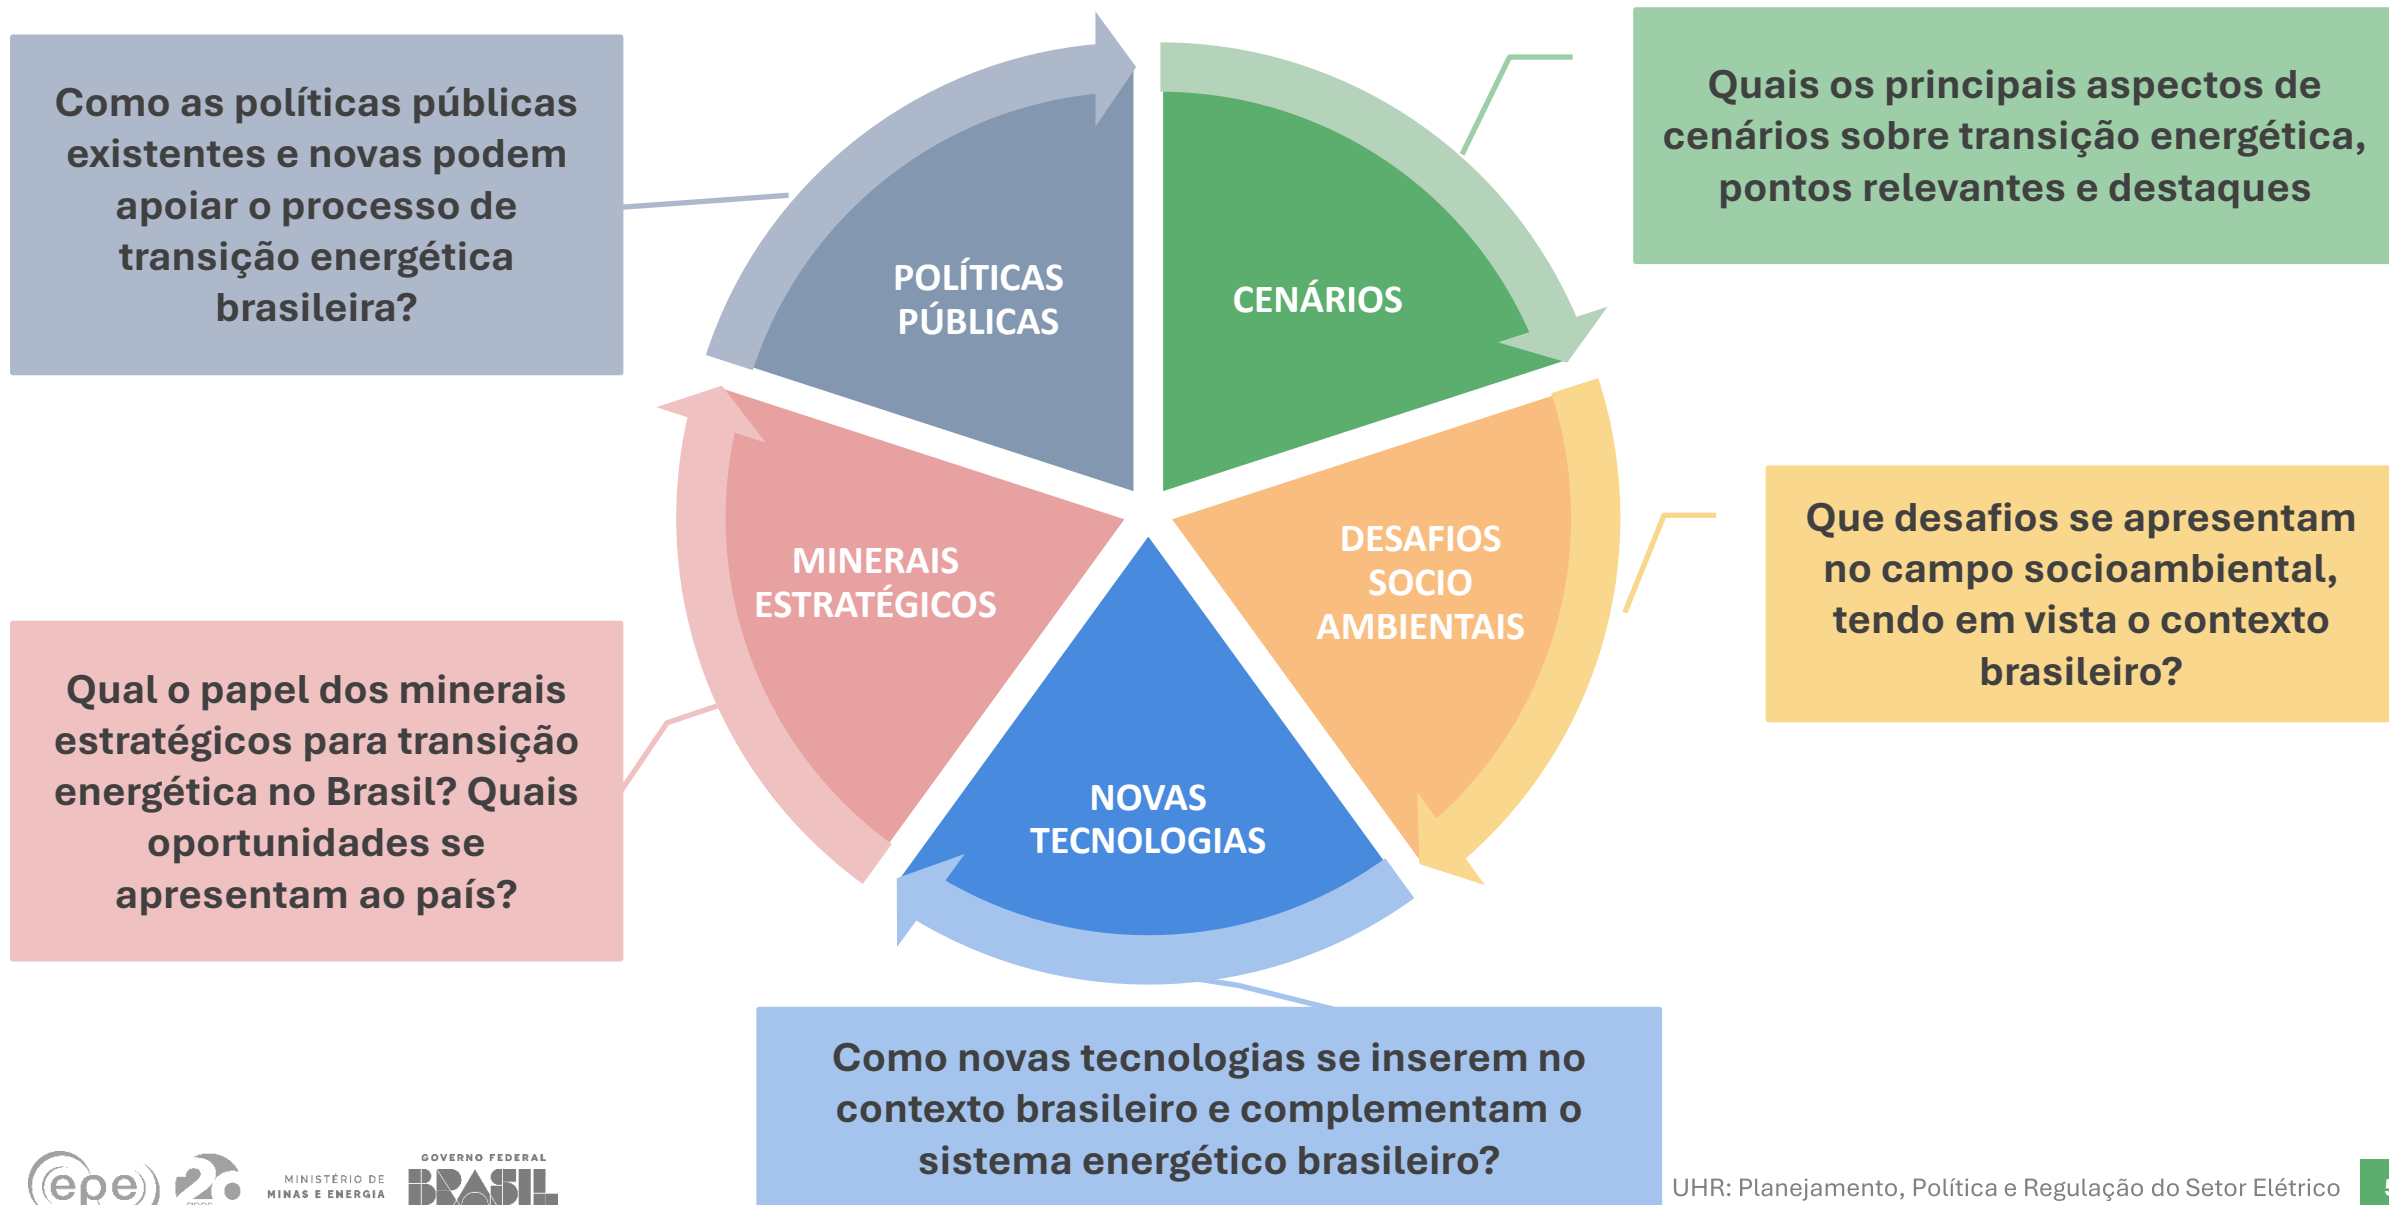 Como as políticas públicas
existentes e novas podem
apoiar o processo de
transição energética
brasileira?
Quais os principais aspectos de
cenários sobre transição energética,
pontos relevantes e destaques
POLÍTICAS
PÚBLICAS
CENÁRIOS
DESAFIOS
SOCIO
AMBIENTAIS
Que desafios se apresentam
no campo socioambiental,
tendo em vista o contexto
brasileiro?
MINERAIS
ESTRATÉGICOS
Qual o papel dos minerais
estratégicos para transição
energética no Brasil? Quais
oportunidades se
apresentam ao país?
NOVAS
TECNOLOGIAS
Como novas tecnologias se inserem no
contexto brasileiro e complementam o
sistema energético brasileiro?
epe
MINISTÉRIO DE
MINAS E ENERGIA
GOVERNO FEDERAL
BRASIL
UHR: Planejamento, Política e Regulação do Setor Elétrico